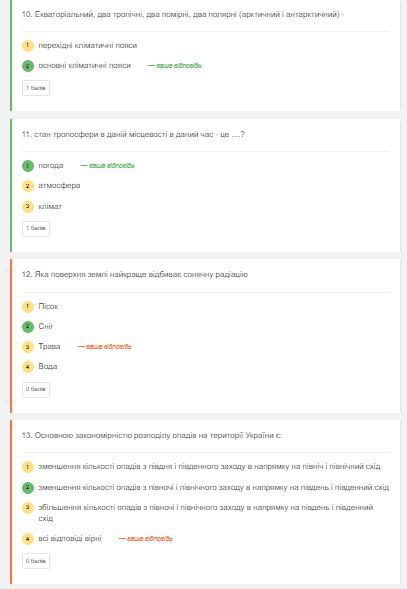 10. Екваторіальний, два тропічні, два помірні, два полярні (арктичний і антарктичний) -
1 перехідні кліматичні пояси
2 основні кліматичні пояси — ваша відповідь
1 балів
11. стан тропосфери в даній місцевості в даний час - це ....?
1 погода — ваша відповідь
2 атмосфера
3 клімат
1 балів
12. Яка поверхня землі найкраще відбиває сонячну радіацію
1 Пісок
2 Сніг
3 Трава — ваша відповідь
4 Вода
0 балів
13. Основною закономірністю розподілу опадів на території України є:
1 зменшення кількості опадів з півдня і південного заходу в напрямку на північ і північний схід
2 зменшення кількості опадів з півночі і північного заходу в напрямку на південь і південний схід
3 збільшення кількості опадів з півночі і північного заходу в напрямку на південь і південний
схід
4 всі відповіді вірні — ваша відповідь
0 балів